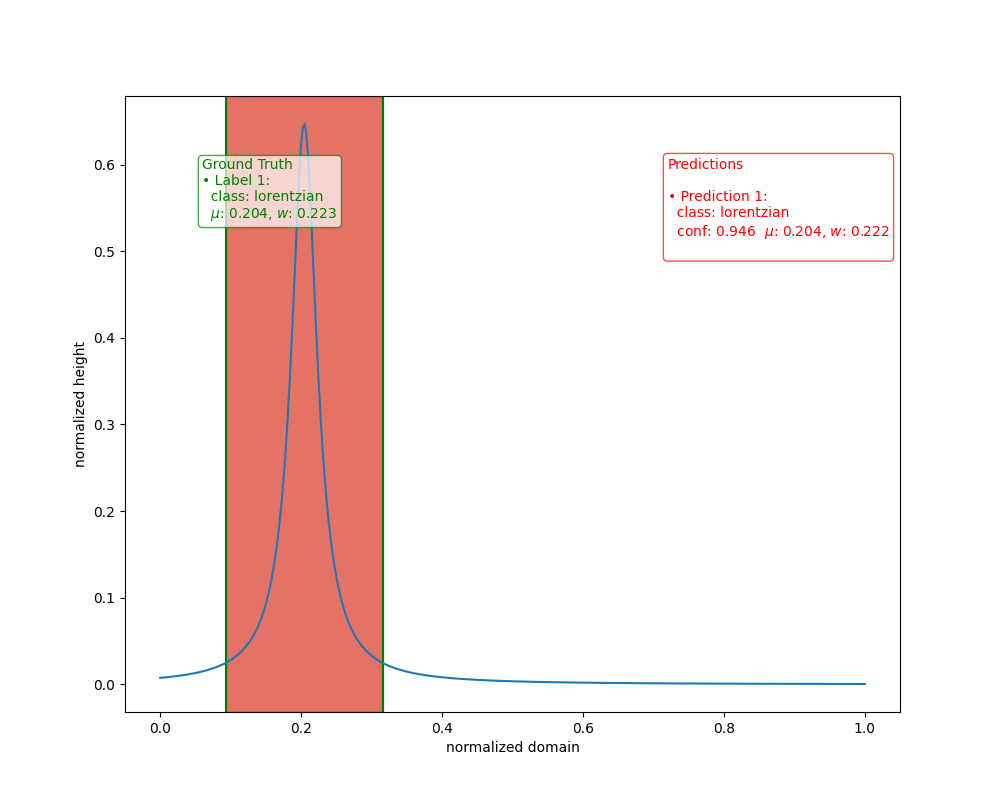 Ground Truth
• Label 1:
class: lorentzian
μ: 0.204, w: 0.223
Predictions
• Prediction 1:
class: lorentzian
conf: 0.946  μ: 0.204, w: 0.222
normalized height
0.6
0.5
0.4
0.3
0.2
0.1
0.0
0.0 0.2 0.4 0.6 0.8 1.0
normalized domain